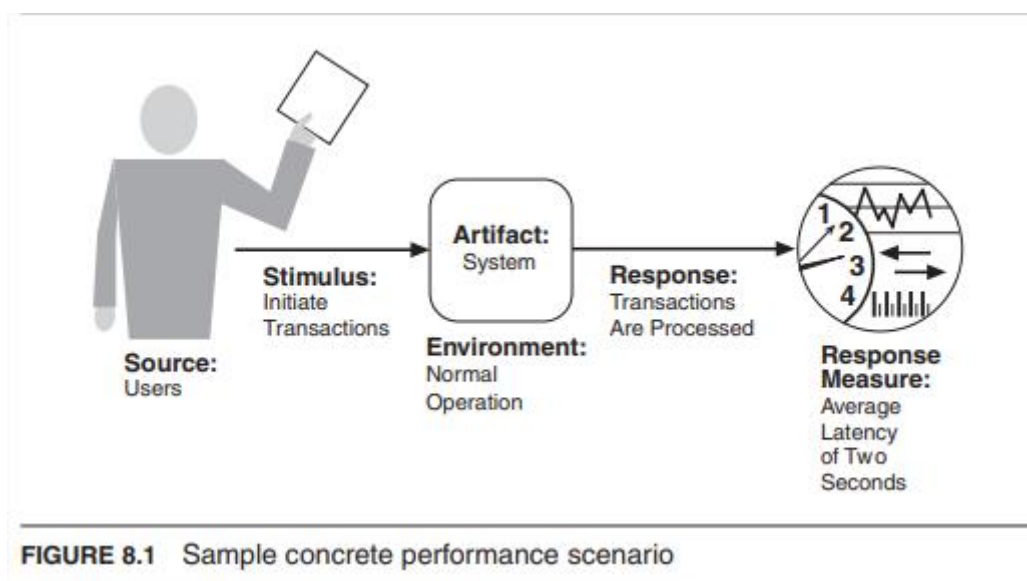 Source:
Users
Stimulus:
Initiate
Transactions
Artifact:
System
Environment:
Normal
Operation
Response:
Transactions
Are Processed
1
2
3
4
Response
Measure:
Average
Latency
of Two
Seconds
FIGURE 8.1 Sample concrete performance scenario